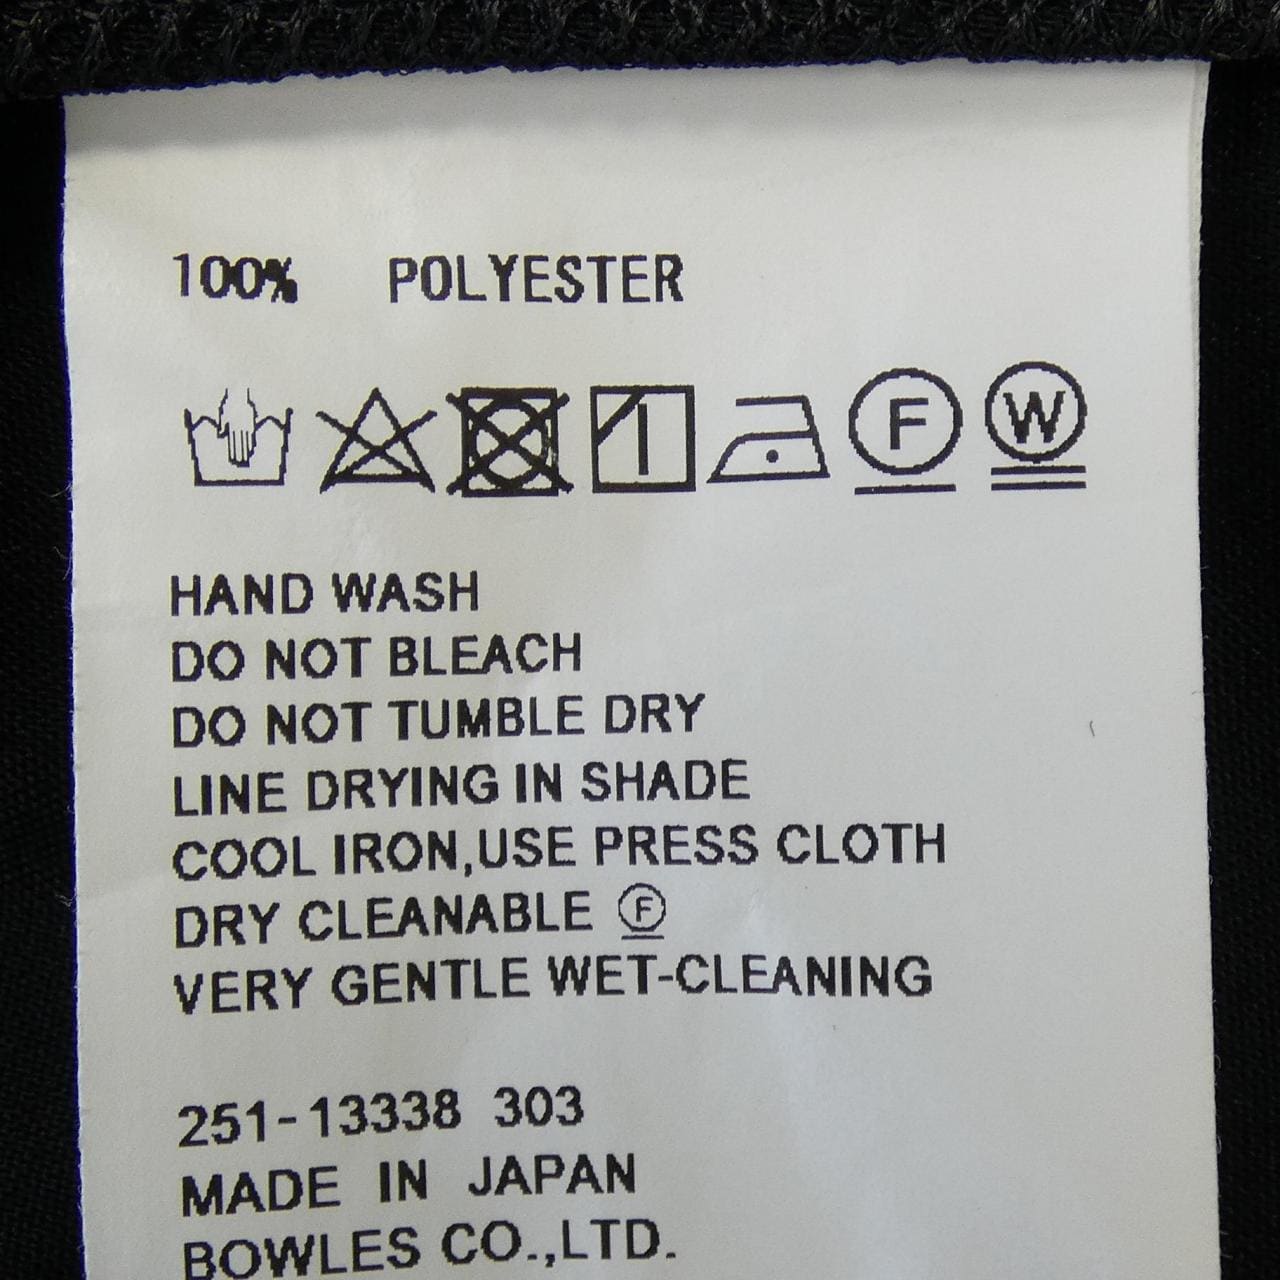 100% POLYESTER
F W
HAND WASH
DO NOT BLEACH
DO NOT TUMBLE DRY
LINE DRYING IN SHADE
COOL IRON,USE PRESS CLOTH
DRY CLEANABLE Ⓕ
VERY GENTLE WET-CLEANING
251-13338 303
MADE IN JAPAN
BOWLES CO.,LTD.